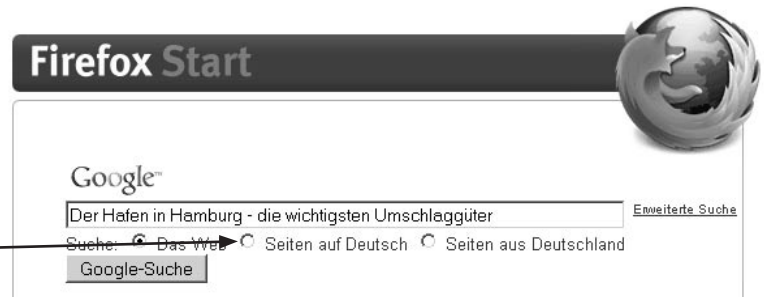 Firefox Start
Google™
Der Hafen in Hamburg - die wichtigsten Umschlaggüter
Erweiterte Suche
Suche: Das Web Seiten auf Deutsch Seiten aus Deutschland
Google-Suche